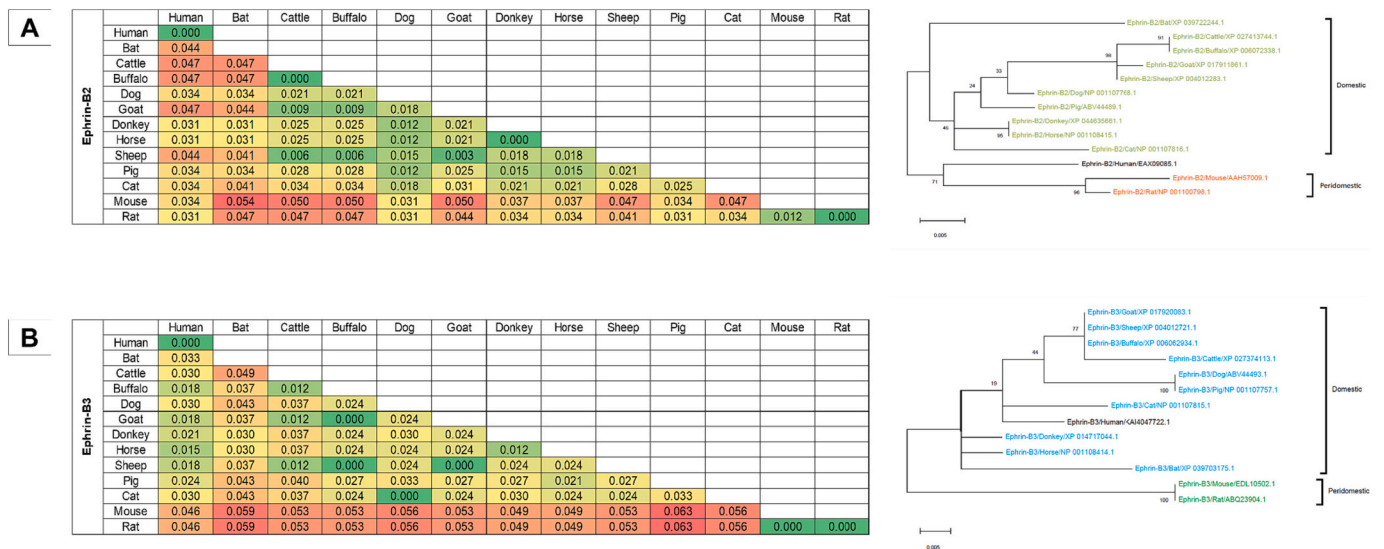 A
Ephrin-B2
Human Bat Cattle Buffalo Dog Goat Donkey Horse Sheep Pig Cat Mouse Rat
Human 0.000
Bat 0.044
Cattle 0.047 0.047
Buffalo 0.047 0.047 0.000
Dog 0.034 0.034 0.021 0.021
Goat 0.047 0.044 0.009 0.009 0.018
Donkey 0.031 0.031 0.025 0.025 0.012 0.021
Horse 0.031 0.031 0.025 0.025 0.012 0.021 0.000
Sheep 0.044 0.041 0.006 0.006 0.015 0.003 0.018 0.018
Pig 0.034 0.034 0.028 0.028 0.012 0.025 0.015 0.015 0.021
Cat 0.034 0.041 0.034 0.034 0.018 0.031 0.021 0.021 0.028 0.025
Mouse 0.034 0.054 0.050 0.050 0.031 0.050 0.037 0.037 0.047 0.034 0.047
Rat 0.031 0.047 0.047 0.047 0.031 0.044 0.034 0.034 0.041 0.031 0.034 0.012 0.000
Ephrin-B2/Bat/XP 039722244.1
91
Ephrin-B2/Cattle/XP 027413744.1
Ephrin-B2/Buffalo/XP 006072338.1
98
Ephrin-B2/Goat/XP 017911861.1
33
Ephrin-B2/Sheep/XP 004012283.1
24
Ephrin-B2/Dog/NP 001107768.1
Domestic
Ephrin-B2/Pig/ABV44489.1
46
Ephrin-B2/Donkey/XP 044635661.1
95
Ephrin-B2/Horse/NP 001108415.1
Ephrin-B2/Cat/NP 001107816.1
Ephrin-B2/Human/EAX09085.1
71
Ephrin-B2/Mouse/AAH57009.1
98
Peridomestic
Ephrin-B2/Rat/NP 001100798.1
0.005
B
Ephrin-B3
Human Bat Cattle Buffalo Dog Goat Donkey Horse Sheep Pig Cat Mouse Rat
Human 0.000
Bat 0.033
Cattle 0.030 0.049
Buffalo 0.018 0.037 0.012
Dog 0.030 0.043 0.037 0.024
Goat 0.018 0.037 0.012 0.000 0.024
Donkey 0.021 0.030 0.037 0.024 0.030 0.024
Horse 0.015 0.030 0.037 0.024 0.024 0.024 0.012
Sheep 0.018 0.037 0.012 0.000 0.024 0.000 0.024 0.024
Pig 0.024 0.043 0.040 0.027 0.033 0.027 0.027 0.021 0.027
Cat 0.030 0.043 0.037 0.024 0.000 0.024 0.030 0.024 0.024 0.033
Mouse 0.046 0.059 0.053 0.053 0.056 0.053 0.049 0.049 0.053 0.063 0.056
Rat 0.046 0.059 0.053 0.053 0.056 0.053 0.049 0.049 0.053 0.063 0.056 0.000 0.000
Ephrin-B3/Goat/XP 017920083.1
77
Ephrin-B3/Sheep/XP 004012721.1
Ephrin-B3/Buffalo/XP 006062934.1
44
Ephrin-B3/Cattle/XP 027374113.1
19
Ephrin-B3/Dog/ABV44493.1
Domestic
100
Ephrin-B3/Pig/NP 001107757.1
Ephrin-B3/Cat/NP 001107815.1
Ephrin-B3/Human/KAI4047722.1
Ephrin-B3/Donkey/XP 014717044.1
Ephrin-B3/Horse/NP 001108414.1
Ephrin-B3/Bat/XP 039703175.1
Ephrin-B3/Mouse/EDL10502.1
100
Peridomestic
Ephrin-B3/Rat/ABQ23904.1
0.005